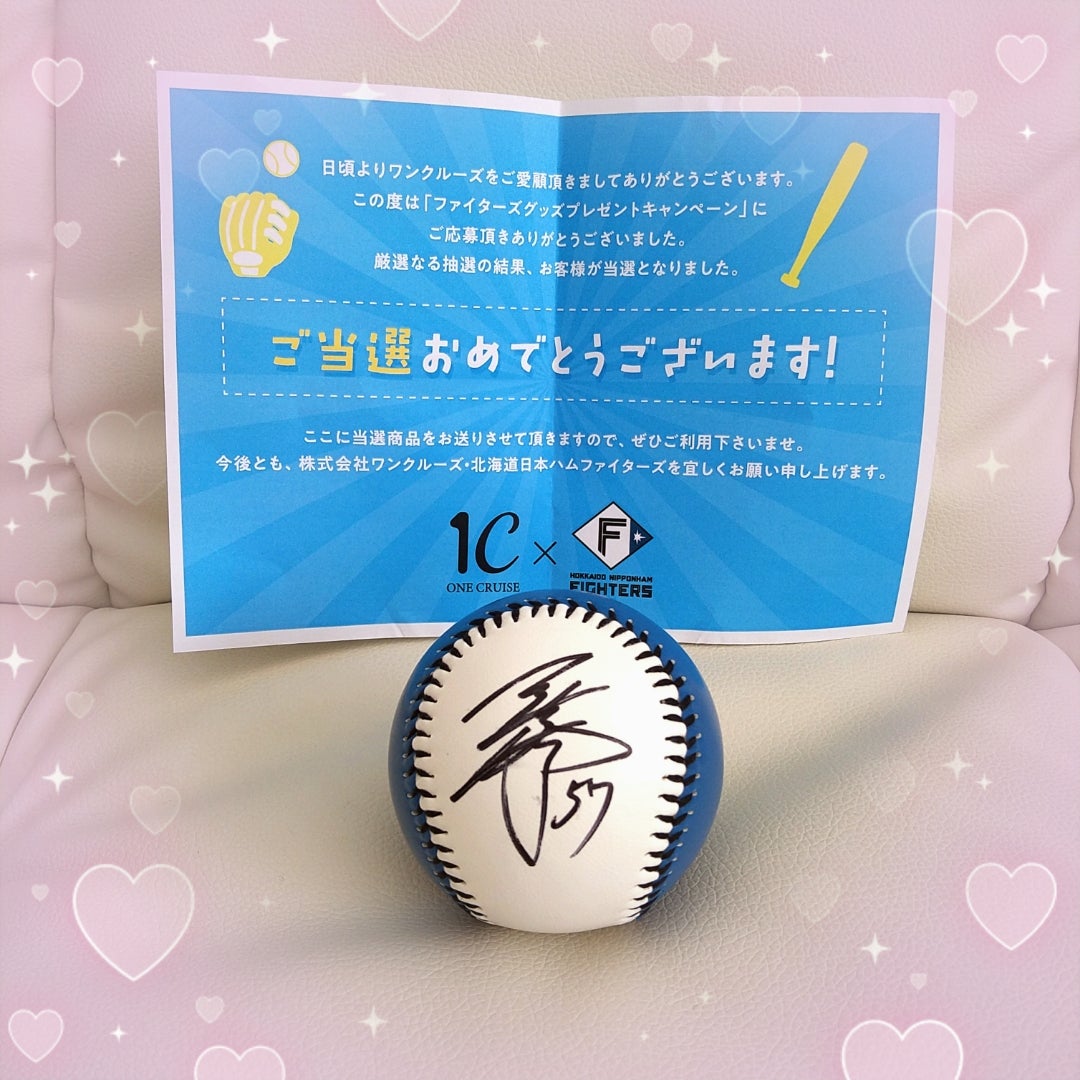 日頃よりワンクルーズをご愛顧頂きましてありがとうございます。
この度は「ファイターズグッズプレゼントキャンペーン」に
ご応募頂きありがとうございました。
厳選なる抽選の結果、お客様が当選となりました。
ご当選おめでとうございます!
ここに当選商品をお送りさせて頂きますので、ぜひご利用下さいませ。
今後とも、株式会社ワンクルーズ・北海道日本ハムファイターズを宜しくお願い申し上げます。
1C × F
ONE CRUISE
HOKKAIDO NIPPONHAM
FIGHTERS
57